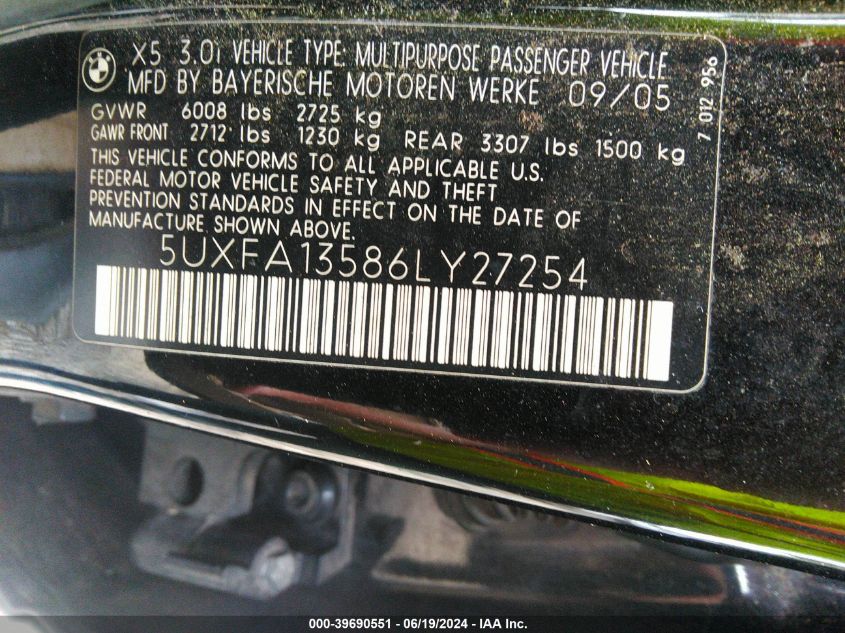 X5 3.0i VEHICLE TYPE: MULTIPURPOSE PASSENGER VEHICLE
MFD BY BAYERISCHE MOTOREN WERKE 09/05
GVWR 6008 lbs 2725 kg
GAWR FRONT 2712 lbs 1230 kg REAR 3307 lbs 1500 kg
THIS VEHICLE CONFORMS TO ALL APPLICABLE U.S.
FEDERAL MOTOR VEHICLE SAFETY AND THEFT
PREVENTION STANDARDS IN EFFECT ON THE DATE OF
MANUFACTURE SHOWN ABOVE.
5UXFA13586LY27254
7 012 956
000-39690551 - 06/19/2024 - IAA Inc.